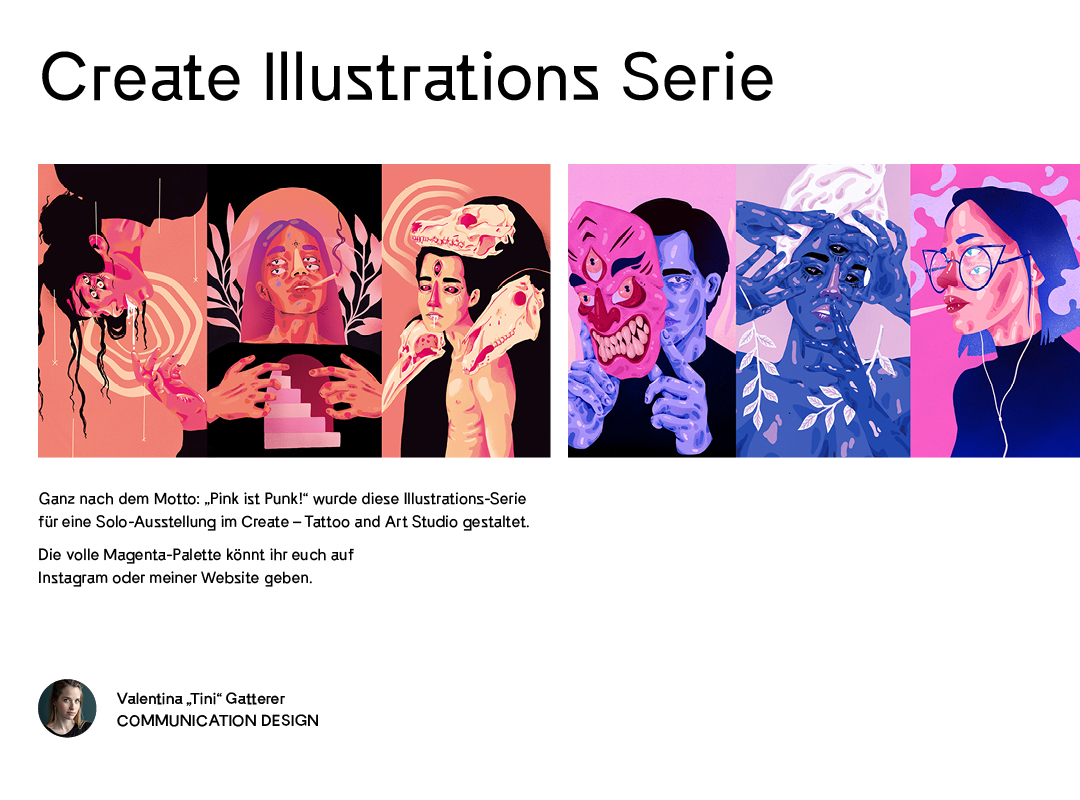 Create Illustrations Serie
Ganz nach dem Motto: „Pink ist Punk!“ wurde diese Illustrations-Serie
für eine Solo-Ausstellung im Create – Tattoo and Art Studio gestaltet.
Die volle Magenta-Palette könnt ihr euch auf
Instagram oder meiner Website geben.
Valentina „Tini“ Gatterer
COMMUNICATION DESIGN